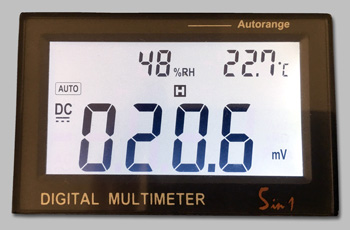 Autorange
48 %RH 22.7°C
AUTO H
DC 020.6 mV
DIGITAL MULTIMETER 5 in 1